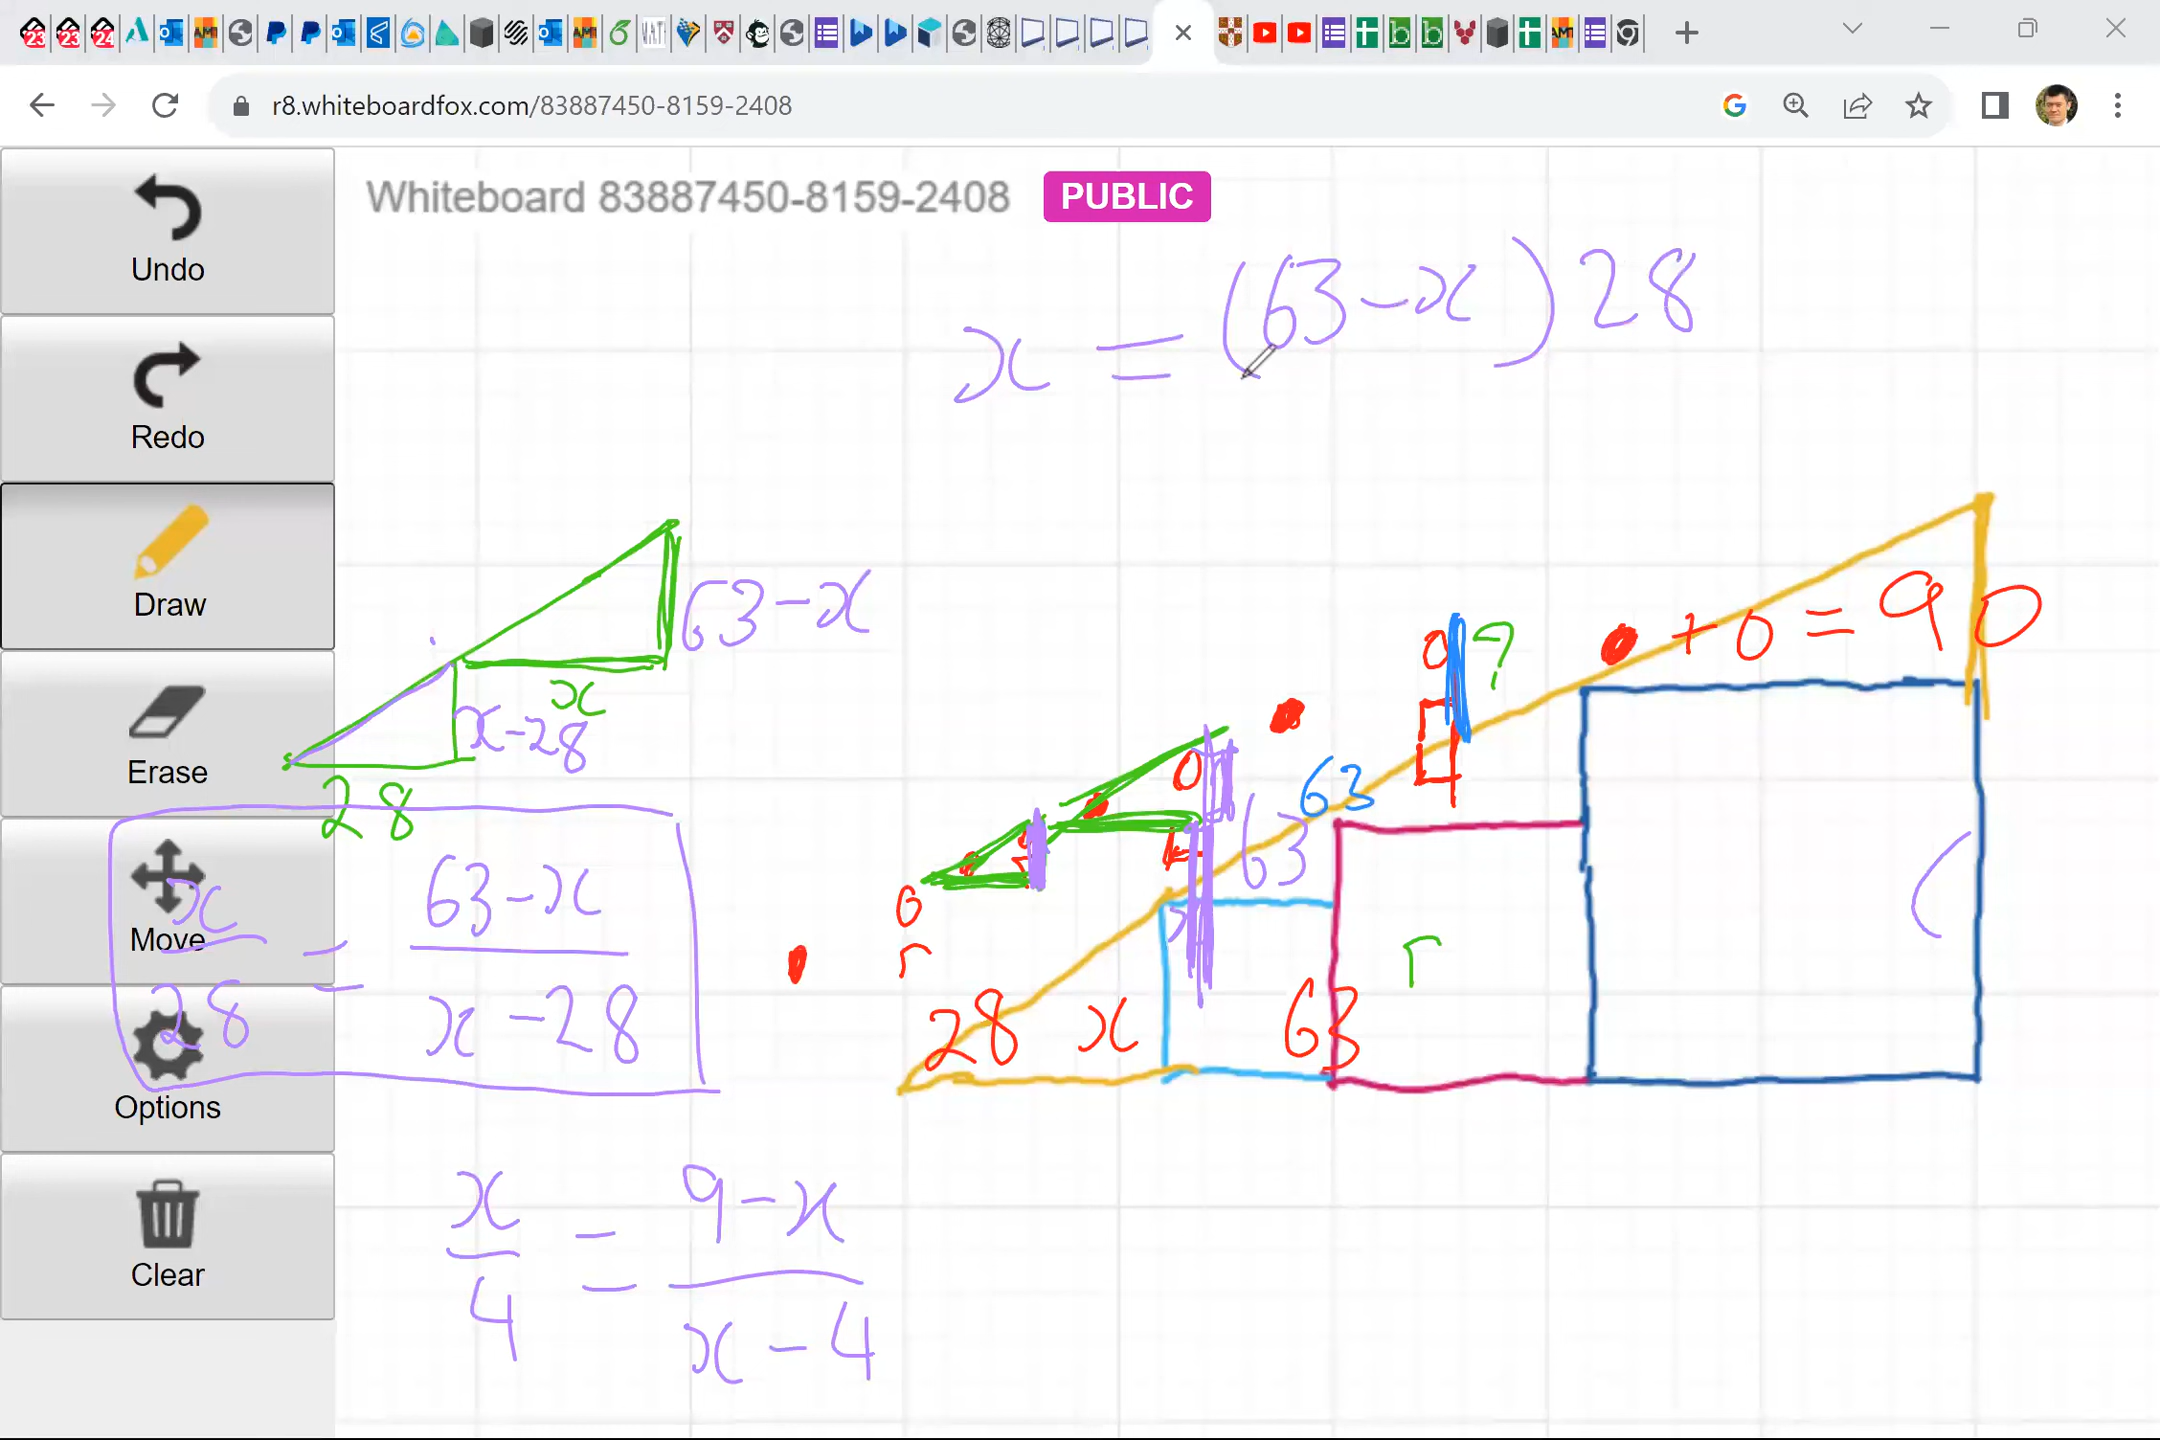 r8.whiteboardfox.com/83887450-8159-2408
Whiteboard 83887450-8159-2408 PUBLIC
Undo
Redo
Draw
Erase
Move
Options
Clear
x = (63-x)28
63-x
x
x-28
28
x/28 = (63-x)/(x-28)
x/4 = (9-x)/(x-4)
+ 0 = 90
?
63
63
r
r
28 x 63